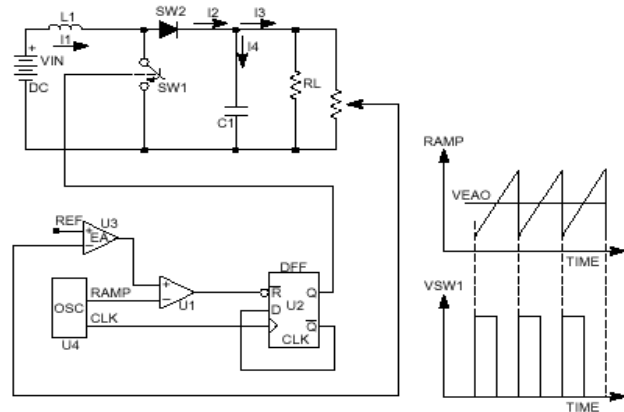 L1
SW2
I2
I3
I1
I4
VIN
DC
SW1
RL
C1
RAMP
VEAO
TIME
REF
U3
EA
+
−
DFF
R
Q
D
U2
Q
CLK
OSC
RAMP
CLK
U1
U4
VSW1
TIME